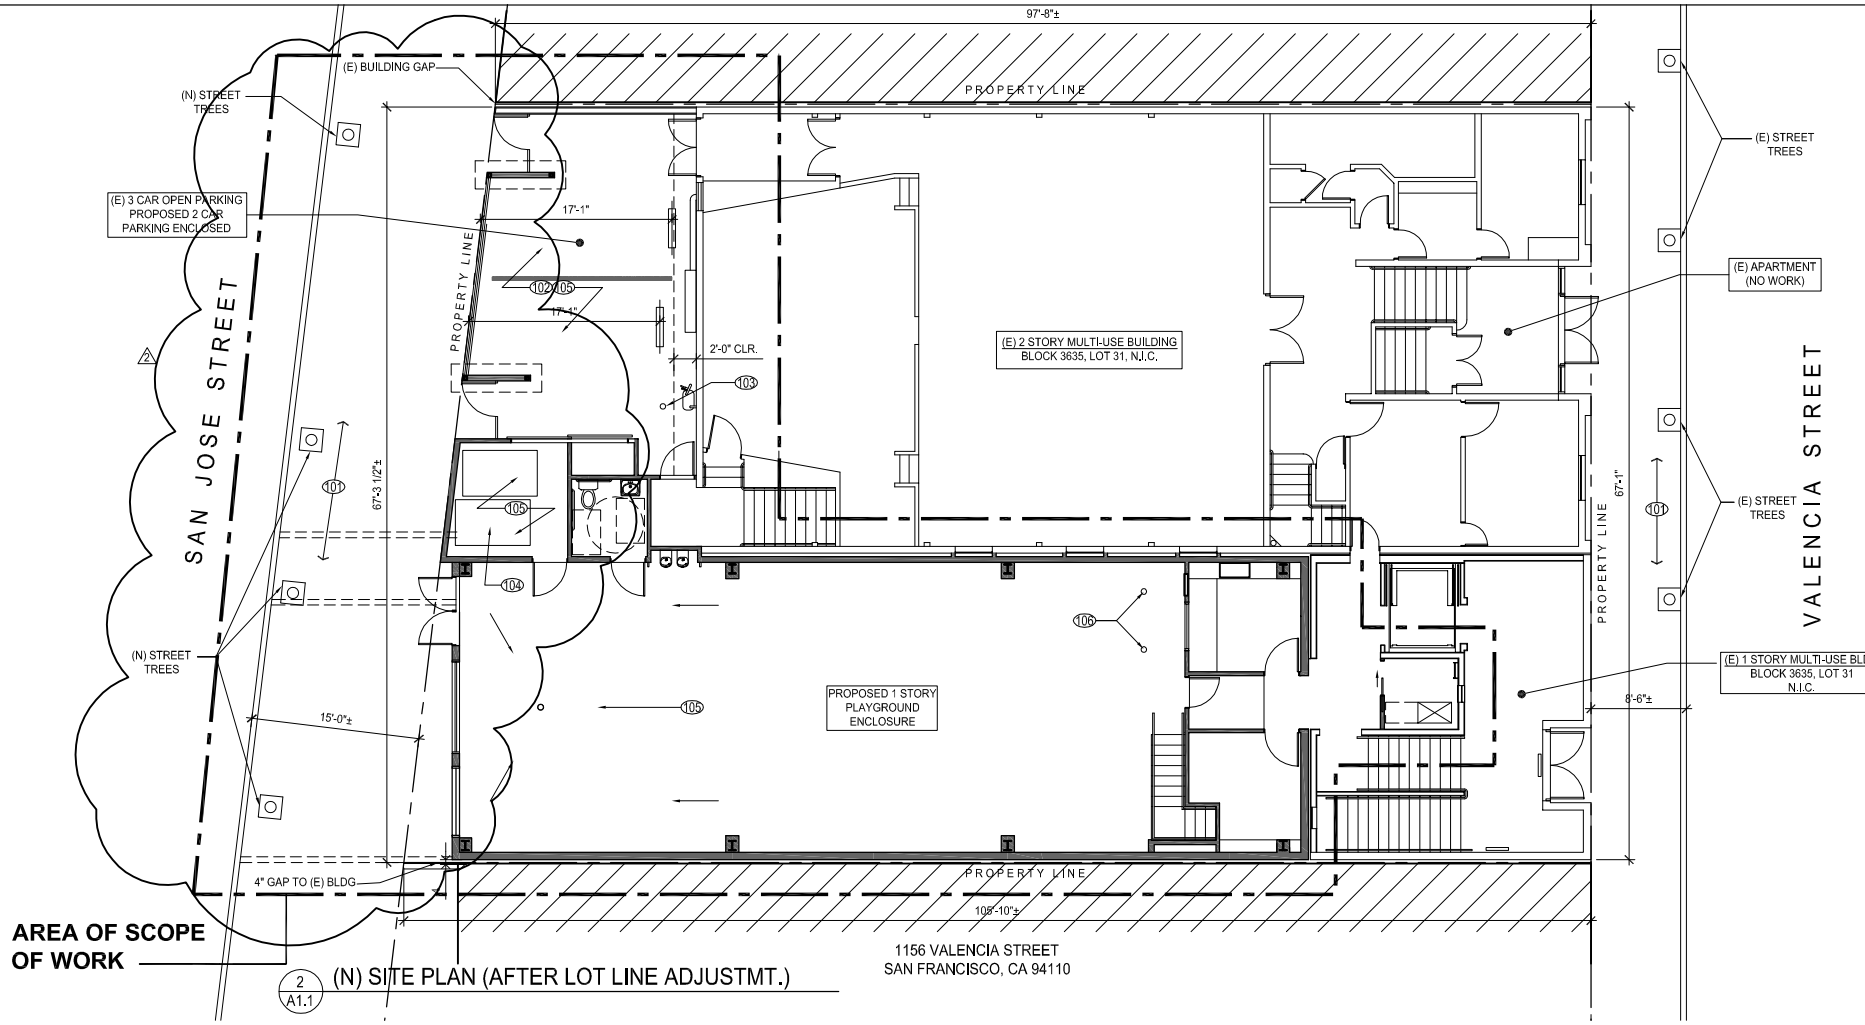 97'-8"±
(E) BUILDING GAP
PROPERTY LINE
(N) STREET
TREES
(E) STREET
TREES
(E) 3 CAR OPEN PARKING
PROPOSED 2 CAR
PARKING ENCLOSED
17'-1"
PROPERTY LINE
102
105
17'-1"
(E) APARTMENT
(NO WORK)
2
SAN JOSE STREET
2'-0" CLR.
103
(E) 2 STORY MULTI-USE BUILDING
BLOCK 3635, LOT 31, N.I.C.
VALENCIA STREET
101
67'-3 1/2"±
105
67'-1"
101
(E) STREET
TREES
PROPERTY LINE
104
106
(N) STREET
TREES
15'-0"±
105
PROPOSED 1 STORY
PLAYGROUND
ENCLOSURE
(E) 1 STORY MULTI-USE BL
BLOCK 3635, LOT 31
N.I.C.
8'-6"±
4" GAP TO (E) BLDG
PROPERTY LINE
105'-10"±
AREA OF SCOPE
OF WORK
1156 VALENCIA STREET
SAN FRANCISCO, CA 94110
2
A1.1
(N) SITE PLAN (AFTER LOT LINE ADJUSTMT.)